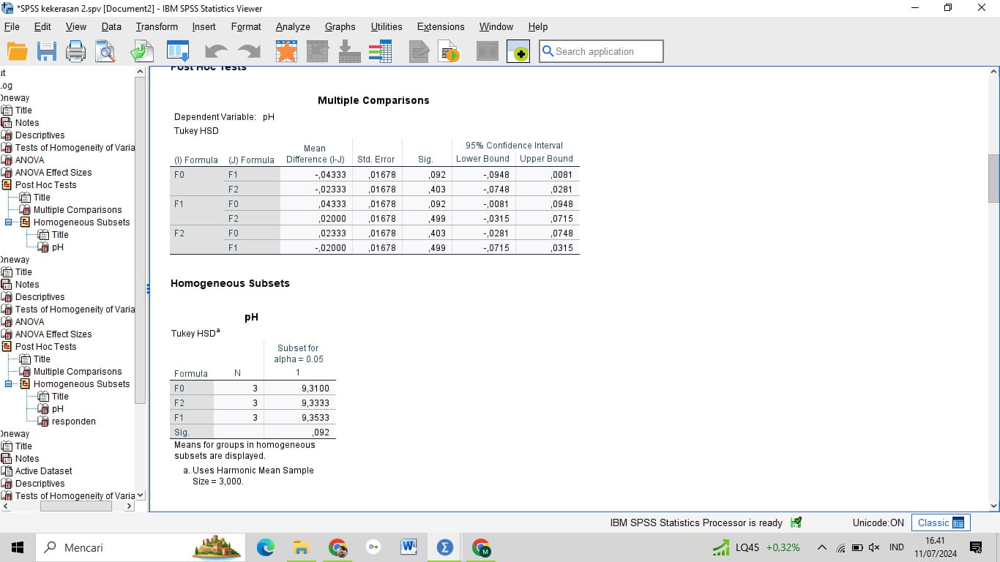 *SPSS kekerasan 2.spv [Document2] - IBM SPSS Statistics Viewer
File Edit View Data Transform Insert Format Analyze Graphs Utilities Extensions Window Help
Search application
Log
Oneway
Title
Notes
Descriptives
Tests of Homogeneity of Varia
ANOVA
ANOVA Effect Sizes
Post Hoc Tests
Title
Multiple Comparisons
Homogeneous Subsets
Title
pH
Oneway
Title
Notes
Descriptives
Tests of Homogeneity of Varia
ANOVA
ANOVA Effect Sizes
Post Hoc Tests
Title
Multiple Comparisons
Homogeneous Subsets
Title
pH
responden
Oneway
Title
Notes
Active Dataset
Descriptives
Tests of Homogeneity of Varia
Post Hoc Tests
Multiple Comparisons
Dependent Variable: pH
Tukey HSD
(I) Formula (J) Formula Mean Difference (I-J) Std. Error Sig. 95% Confidence Interval Lower Bound Upper Bound
F0 F1 -,04333 ,01678 ,092 -,0948 ,0081
F2 -,02333 ,01678 ,403 -,0748 ,0281
F1 F0 ,04333 ,01678 ,092 -,0081 ,0948
F2 ,02000 ,01678 ,499 -,0315 ,0715
F2 F0 ,02333 ,01678 ,403 -,0281 ,0748
F1 -,02000 ,01678 ,499 -,0715 ,0315
Homogeneous Subsets
pH
Tukey HSDa
Subset for
alpha = 0.05
Formula N 1
F0 3 9,3100
F2 3 9,3333
F1 3 9,3533
Sig. ,092
Means for groups in homogeneous
subsets are displayed.
a. Uses Harmonic Mean Sample
Size = 3,000.
IBM SPSS Statistics Processor is ready Unicode:ON Classic
Mencari LQ45 +0,32% IND 16.41
11/07/2024